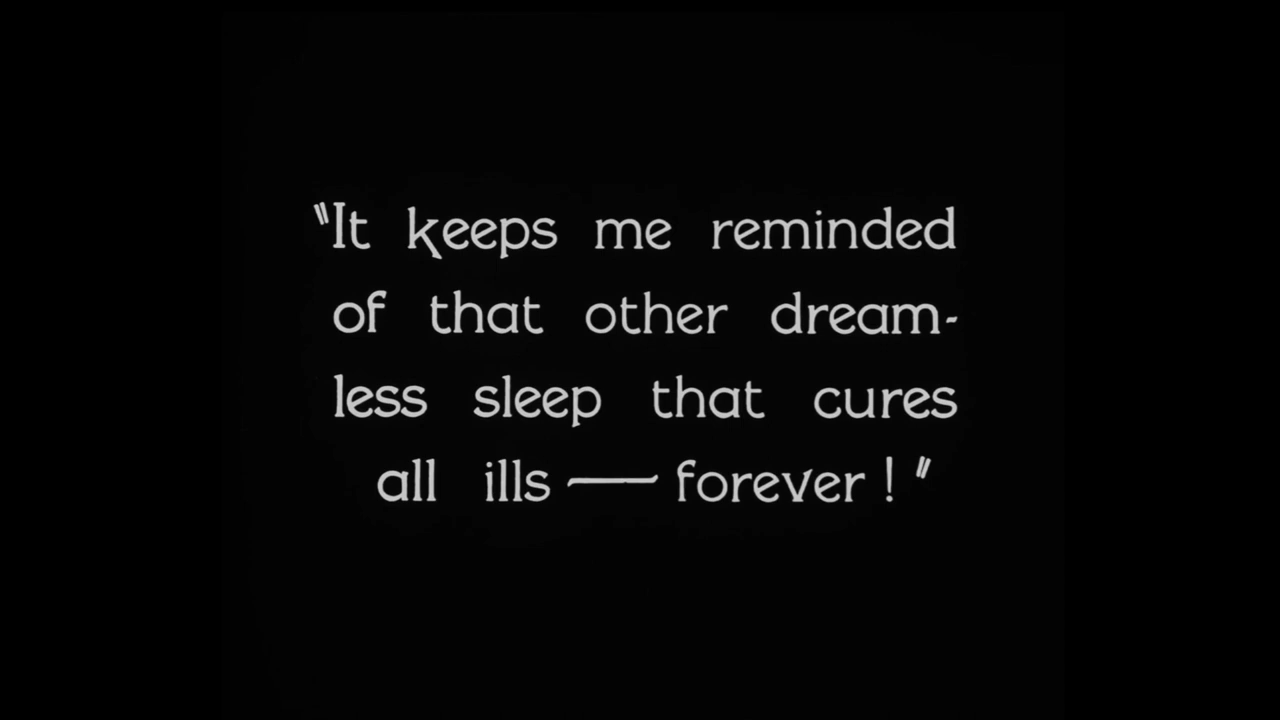 "It keeps me reminded
of that other dream-
less sleep that cures
all ills — forever!"